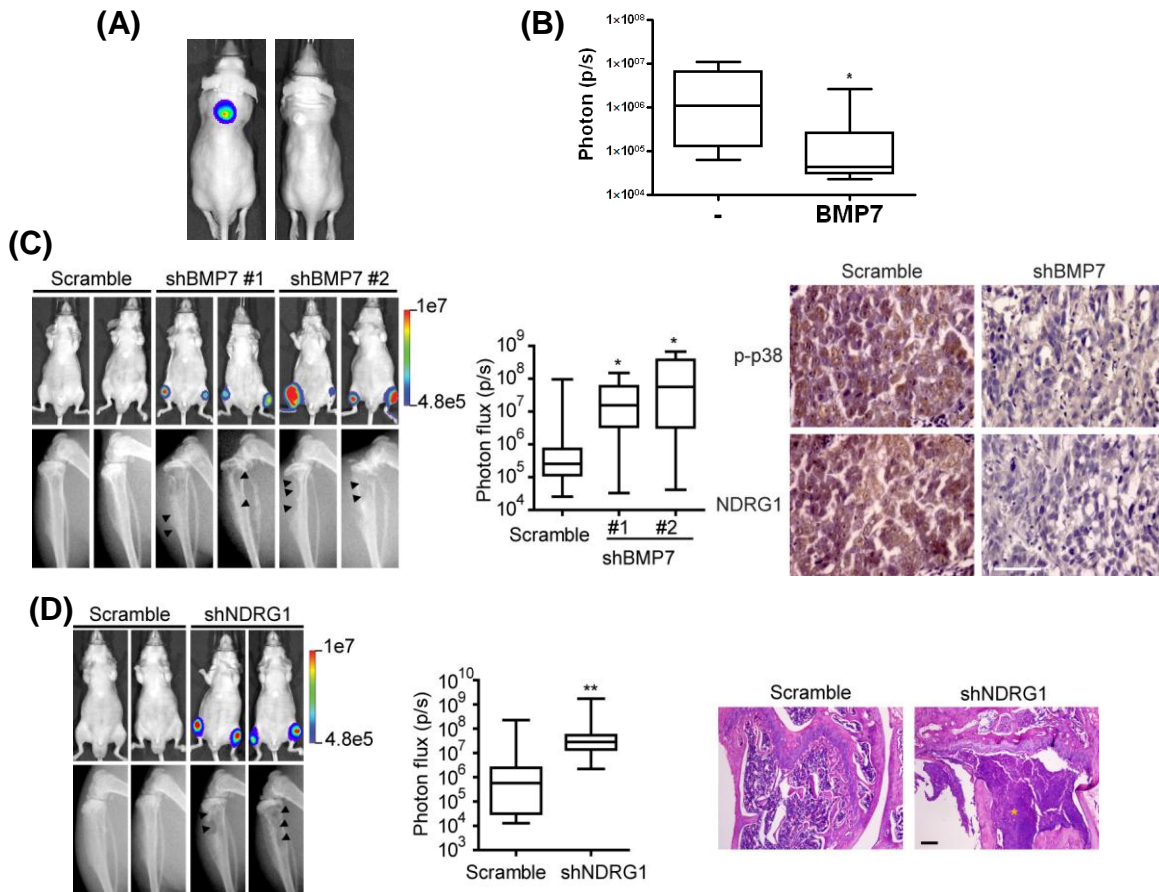 (A)
(B)
1×10⁰⁸
1×10⁰⁷
1×10⁰⁶
1×10⁰⁵
1×10⁰⁴
Photon (p/s)
*
-
BMP7
(C)
Scramble
shBMP7 #1
shBMP7 #2
1e7
4.8e5
Photon flux (p/s)
10⁹
10⁸
10⁷
10⁶
10⁵
10⁴
*
*
Scramble
#1
#2
shBMP7
Scramble
shBMP7
p-p38
NDRG1
(D)
Scramble
shNDRG1
1e7
4.8e5
Photon flux (p/s)
10¹⁰
10⁹
10⁸
10⁷
10⁶
10⁵
10⁴
10³
**
Scramble
shNDRG1
Scramble
shNDRG1